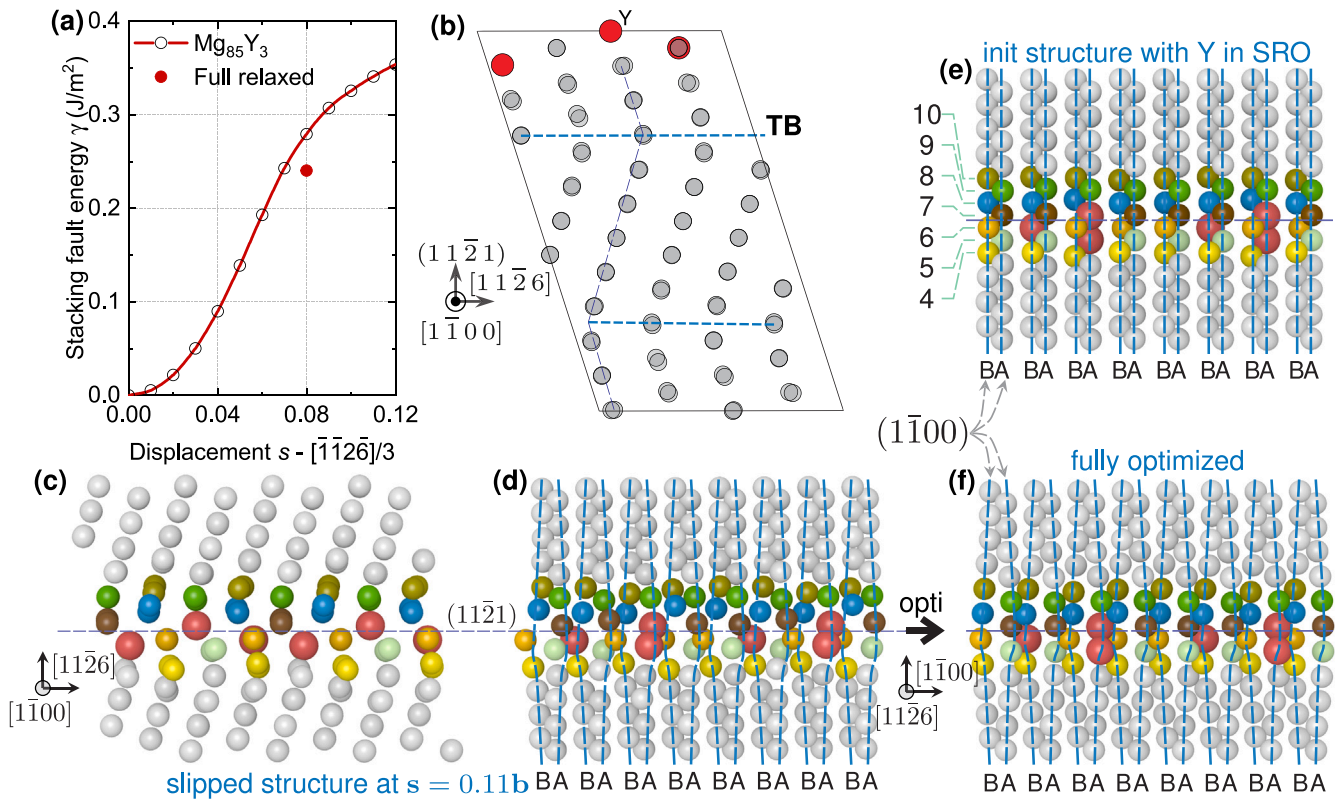 (a)
0.4
0.3
0.2
0.1
0.0
0.00 0.04 0.08 0.12
Stacking fault energy γ (J/m²)
Displacement s - [1̄1̄26̄]/3
Mg₈₅Y₃
Full relaxed
(b)
Y
TB
(112̄1)
[112̄6]
[11̄00]
(e)
init structure with Y in SRO
10
9
8
7
6
5
4
BA BA BA BA BA BA BA BA
(11̄00)
(c)
(112̄1)
[112̄6]
[11̄00]
slipped structure at s = 0.11b
(d)
BA BA BA BA BA BA BA BA
opti
[11̄00]
[112̄6]
fully optimized
(f)
BA BA BA BA BA BA BA BA